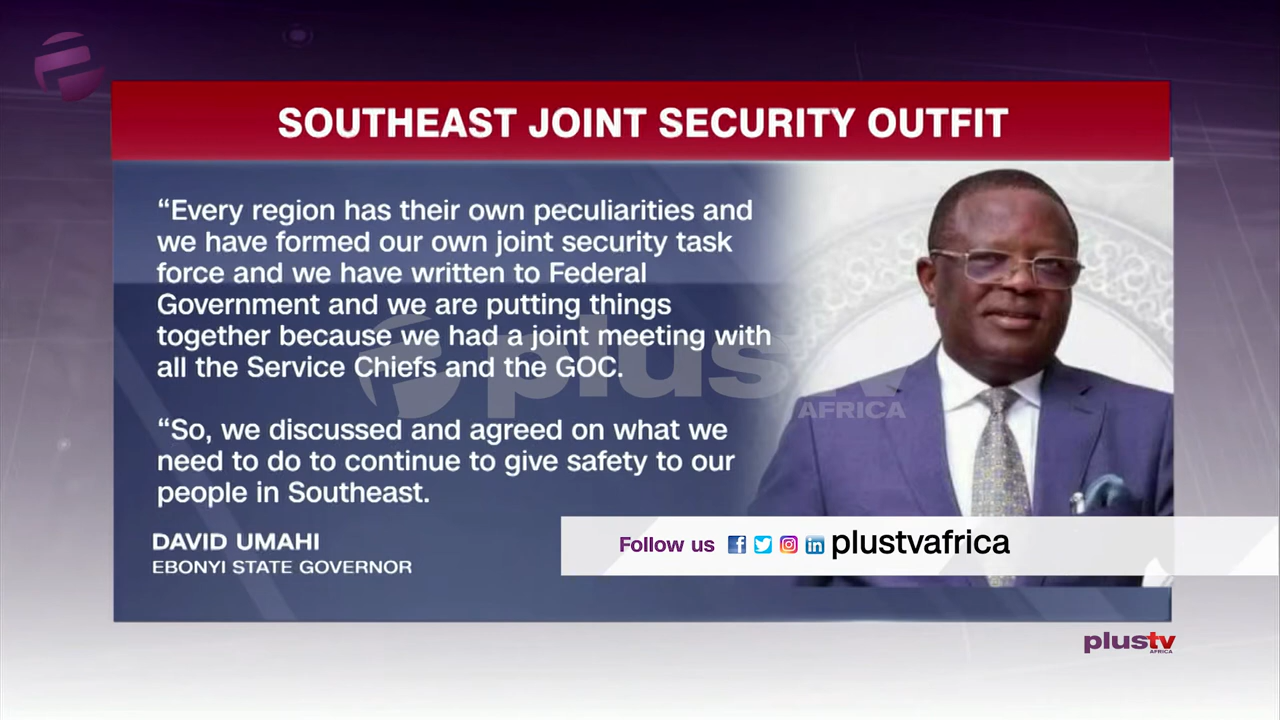 SOUTHEAST JOINT SECURITY OUTFIT
“Every region has their own peculiarities and
we have formed our own joint security task
force and we have written to Federal
Government and we are putting things
together because we had a joint meeting with
all the Service Chiefs and the GOC.
“So, we discussed and agreed on what we
need to do to continue to give safety to our
people in Southeast.
DAVID UMAHI
EBONYI STATE GOVERNOR
plustv
AFRICA
Follow us plustvafrica
plustv
AFRICA